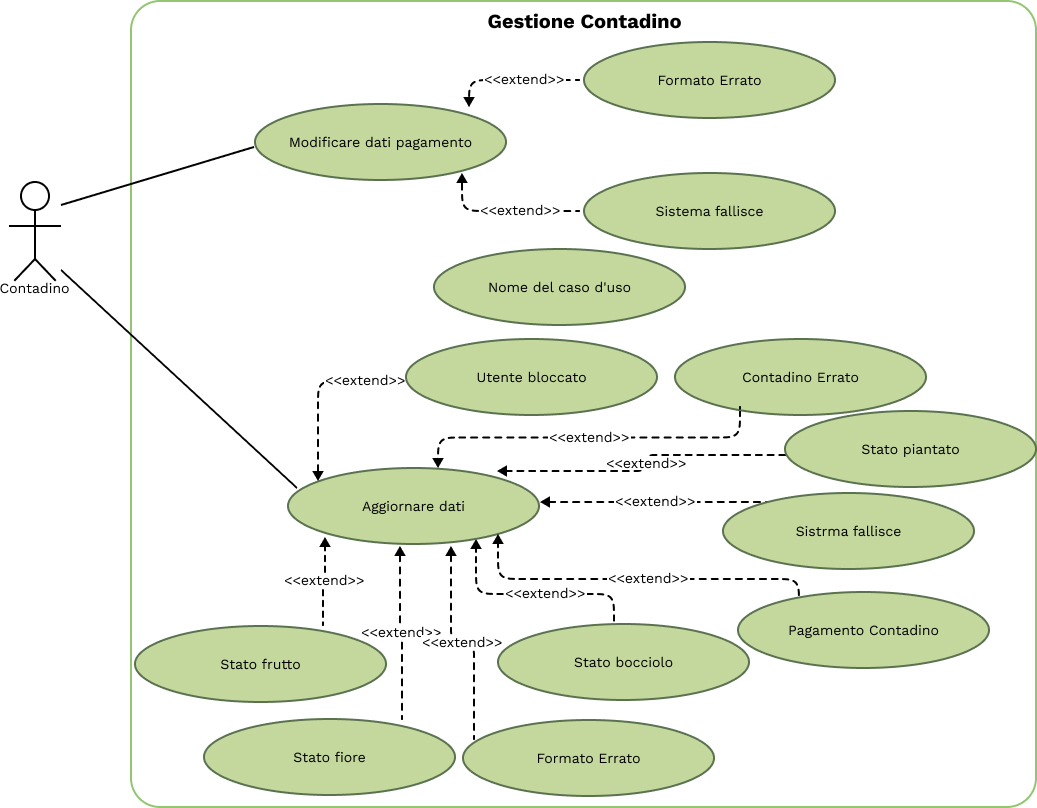 Gestione Contadino
<<extend>>
Formato Errato
Modificare dati pagamento
<<extend>>
Sistema fallisce
Contadino
Nome del caso d'uso
<<extend>>
Utente bloccato
Contadino Errato
<<extend>>
Stato piantato
<<extend>>
Aggiornare dati
<<extend>>
Sistrma fallisce
<<extend>>
<<extend>>
<<extend>>
Pagamento Contadino
<<extend>>
<<extend>>
Stato frutto
Stato bocciolo
Stato fiore
Formato Errato